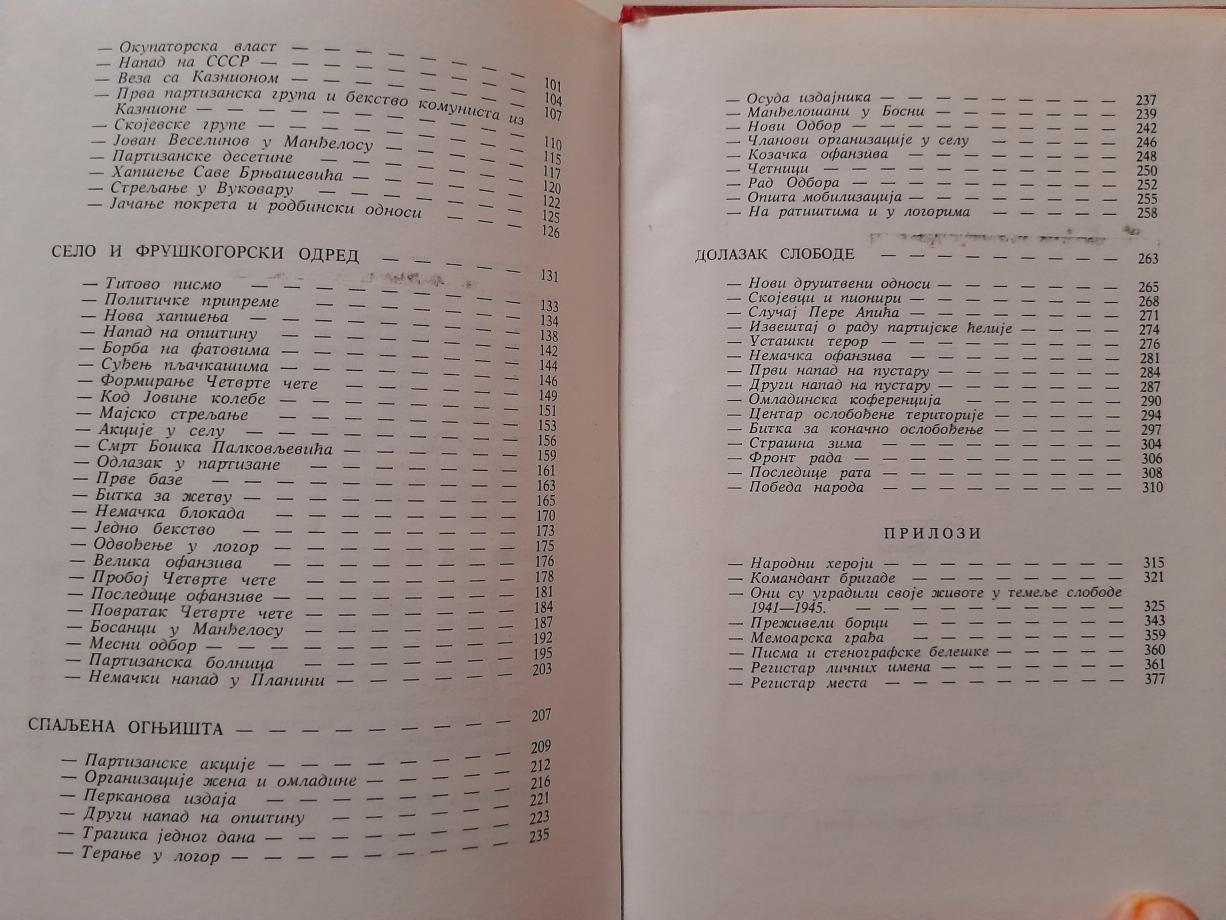 — Окупаторска власт — — — — — — — 101
— Напад на СССР — — — — — — — — 104
— Веза са Казнионом — — — — — — — 107
— Прва партизанска група и бекство комуниста из
Казнионе — — — — — — — — — 110
— Скојевске групе — — — — — — — — 115
— Јован Веселинов у Манђелосу — — — — 117
— Партизанске десетине — — — — — — 120
— Хапшење Саве Брњашевића — — — — — 122
— Стрељање у Вуковару — — — — — — 125
— Јачање покрета и родбински односи — — — 126
СЕЛО И ФРУШКОГОРСКИ ОДРЕД — — — — — 131
— Титово писмо — — — — — — — — 133
— Политичке припреме — — — — — — 134
— Нова хапшења — — — — — — — — 138
— Напад на општину — — — — — — — 142
— Борба на фатовима — — — — — — — 144
— Суђењ пљачкашима — — — — — — — 146
— Формирање Четврте чете — — — — — 149
— Код Јовине колебе — — — — — — — 151
— Мајско стрељање — — — — — — — 153
— Акције у селу — — — — — — — — 156
— Смрт Бошка Палковљевића — — — — — 159
— Одлазак у партизане — — — — — — 161
— Прве базе — — — — — — — — — 163
— Битка за жетву — — — — — — — — 165
— Немачка блокада — — — — — — — 170
— Једно бекство — — — — — — — — 173
— Одвођење у логор — — — — — — — 175
— Велика офанзива — — — — — — — 176
— Пробој Четврте чете — — — — — — 178
— Последице офанзиве — — — — — — 181
— Повратак Четврте чете — — — — — — 184
— Босанци у Манђелосу — — — — — — 187
— Месни одбор — — — — — — — — — 192
— Партизанска болница — — — — — — 195
— Немачки напад у Планини — — — — — 203
СПАЉЕНА ОГЊИШТА — — — — — — — — 207
— Партизанске акције — — — — — — — 209
— Организације жена и омладине — — — — 212
— Перканова издаја — — — — — — — 216
— Други напад на општину — — — — — 221
— Трагика једног дана — — — — — — — 223
— Терање у логор — — — — — — — — 235
— Осуда издајника — — — — — — — — 237
— Манђелошани у Босни — — — — — — 239
— Нови Одбор — — — — — — — — — 242
— Чланови организације у селу — — — — 246
— Козачка офанзива — — — — — — — 248
— Четници — — — — — — — — — — 250
— Рад Одбора — — — — — — — — — 252
— Општа мобилизација — — — — — — — 255
— На ратиштима и у логорима — — — — — 258
ДОЛАЗАК СЛОБОДЕ — — — — — — — — — 263
— Нови друштвени односи — — — — — — 265
— Скојевци и пионири — — — — — — — 268
— Случај Пере Апића — — — — — — — 271
— Извештај о раду партијске ћелије — — — 274
— Усташки терор — — — — — — — — 276
— Немачка офанзива — — — — — — — 281
— Први напад на пустару — — — — — — 284
— Други напад на пустару — — — — — — 287
— Омладинска коференција — — — — — — 290
— Центар ослобођене територије — — — — 294
— Битка за коначно ослобођење — — — — 297
— Страшна зима — — — — — — — — 304
— Фронт рада — — — — — — — — — 306
— Последице рата — — — — — — — — 308
— Победа народа — — — — — — — — 310
ПРИЛОЗИ
— Народни хероји — — — — — — — — 315
— Командант бригаде — — — — — — — 321
— Они су уградили своје животе у темеље слободе
1941—1945. — — — — — — — — — 325
— Преживели борци — — — — — — — 343
— Мемоарска грађа — — — — — — — 359
— Писма и стенографске белешке — — — — 360
— Регистар личних имена — — — — — — 361
— Регистар места — — — — — — — — 377